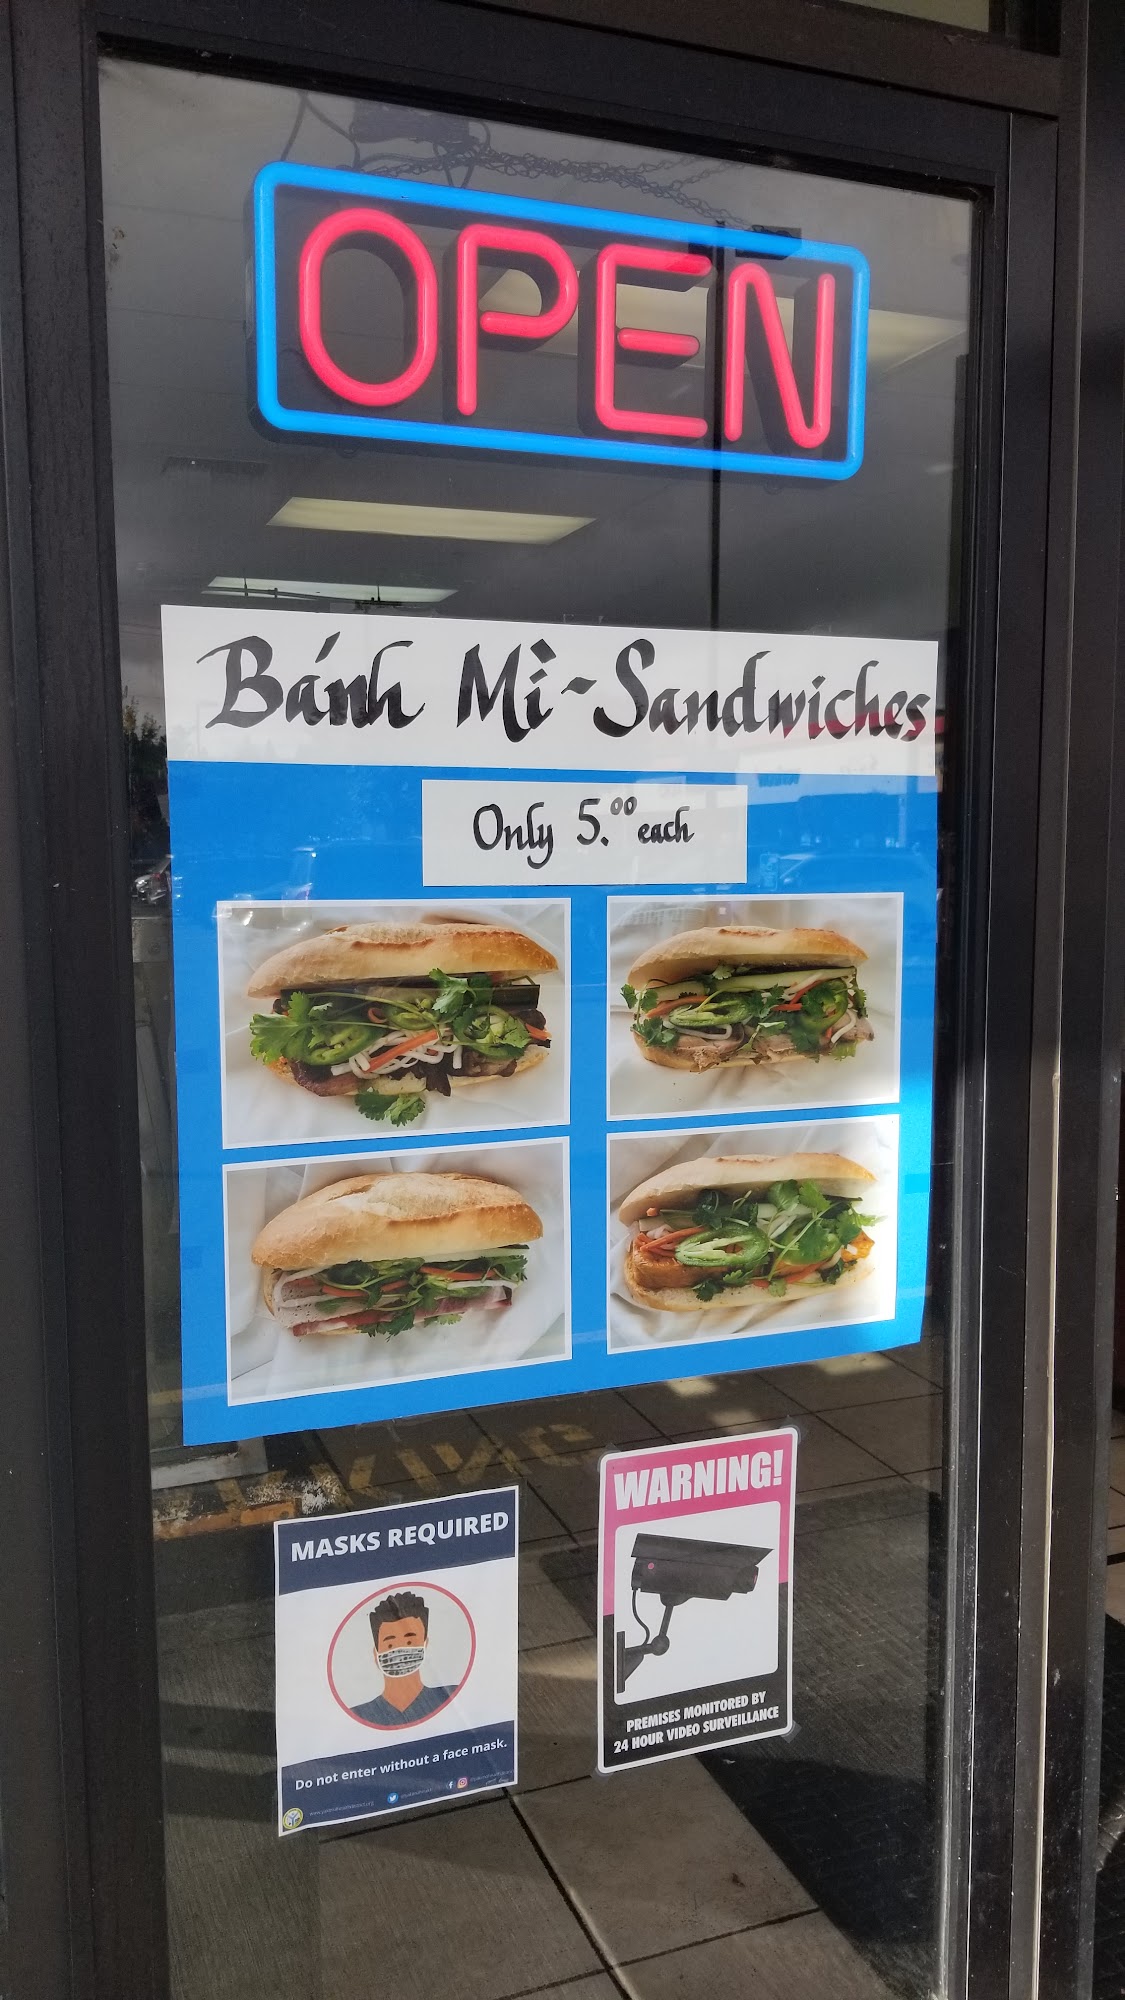 OPEN
Bánh Mì - Sandwiches
Only 5.00 each
MASKS REQUIRED
Do not enter without a face mask.
WARNING!
PREMISES MONITORED BY
24 HOUR VIDEO SURVEILLANCE